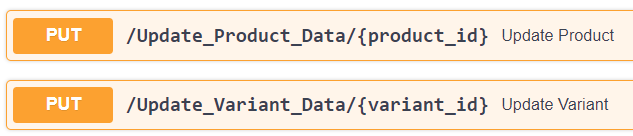 PUT /Update_Product_Data/{product_id} Update Product
PUT /Update_Variant_Data/{variant_id} Update Variant